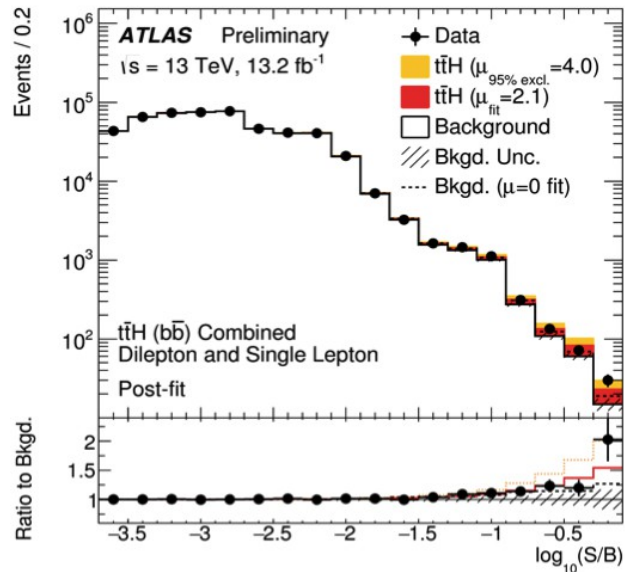 ATLAS Preliminary
√s = 13 TeV, 13.2 fb⁻¹
Data
tt̄H (μ95% excl.=4.0)
tt̄H (μfit=2.1)
Background
Bkgd. Unc.
Bkgd. (μ=0 fit)
tt̄H (bb̄) Combined
Dilepton and Single Lepton
Post-fit
Events / 0.2
10⁶
10⁵
10⁴
10³
10²
Ratio to Bkgd.
2
1.5
1
−3.5 −3 −2.5 −2 −1.5 −1 −0.5
log₁₀(S/B)